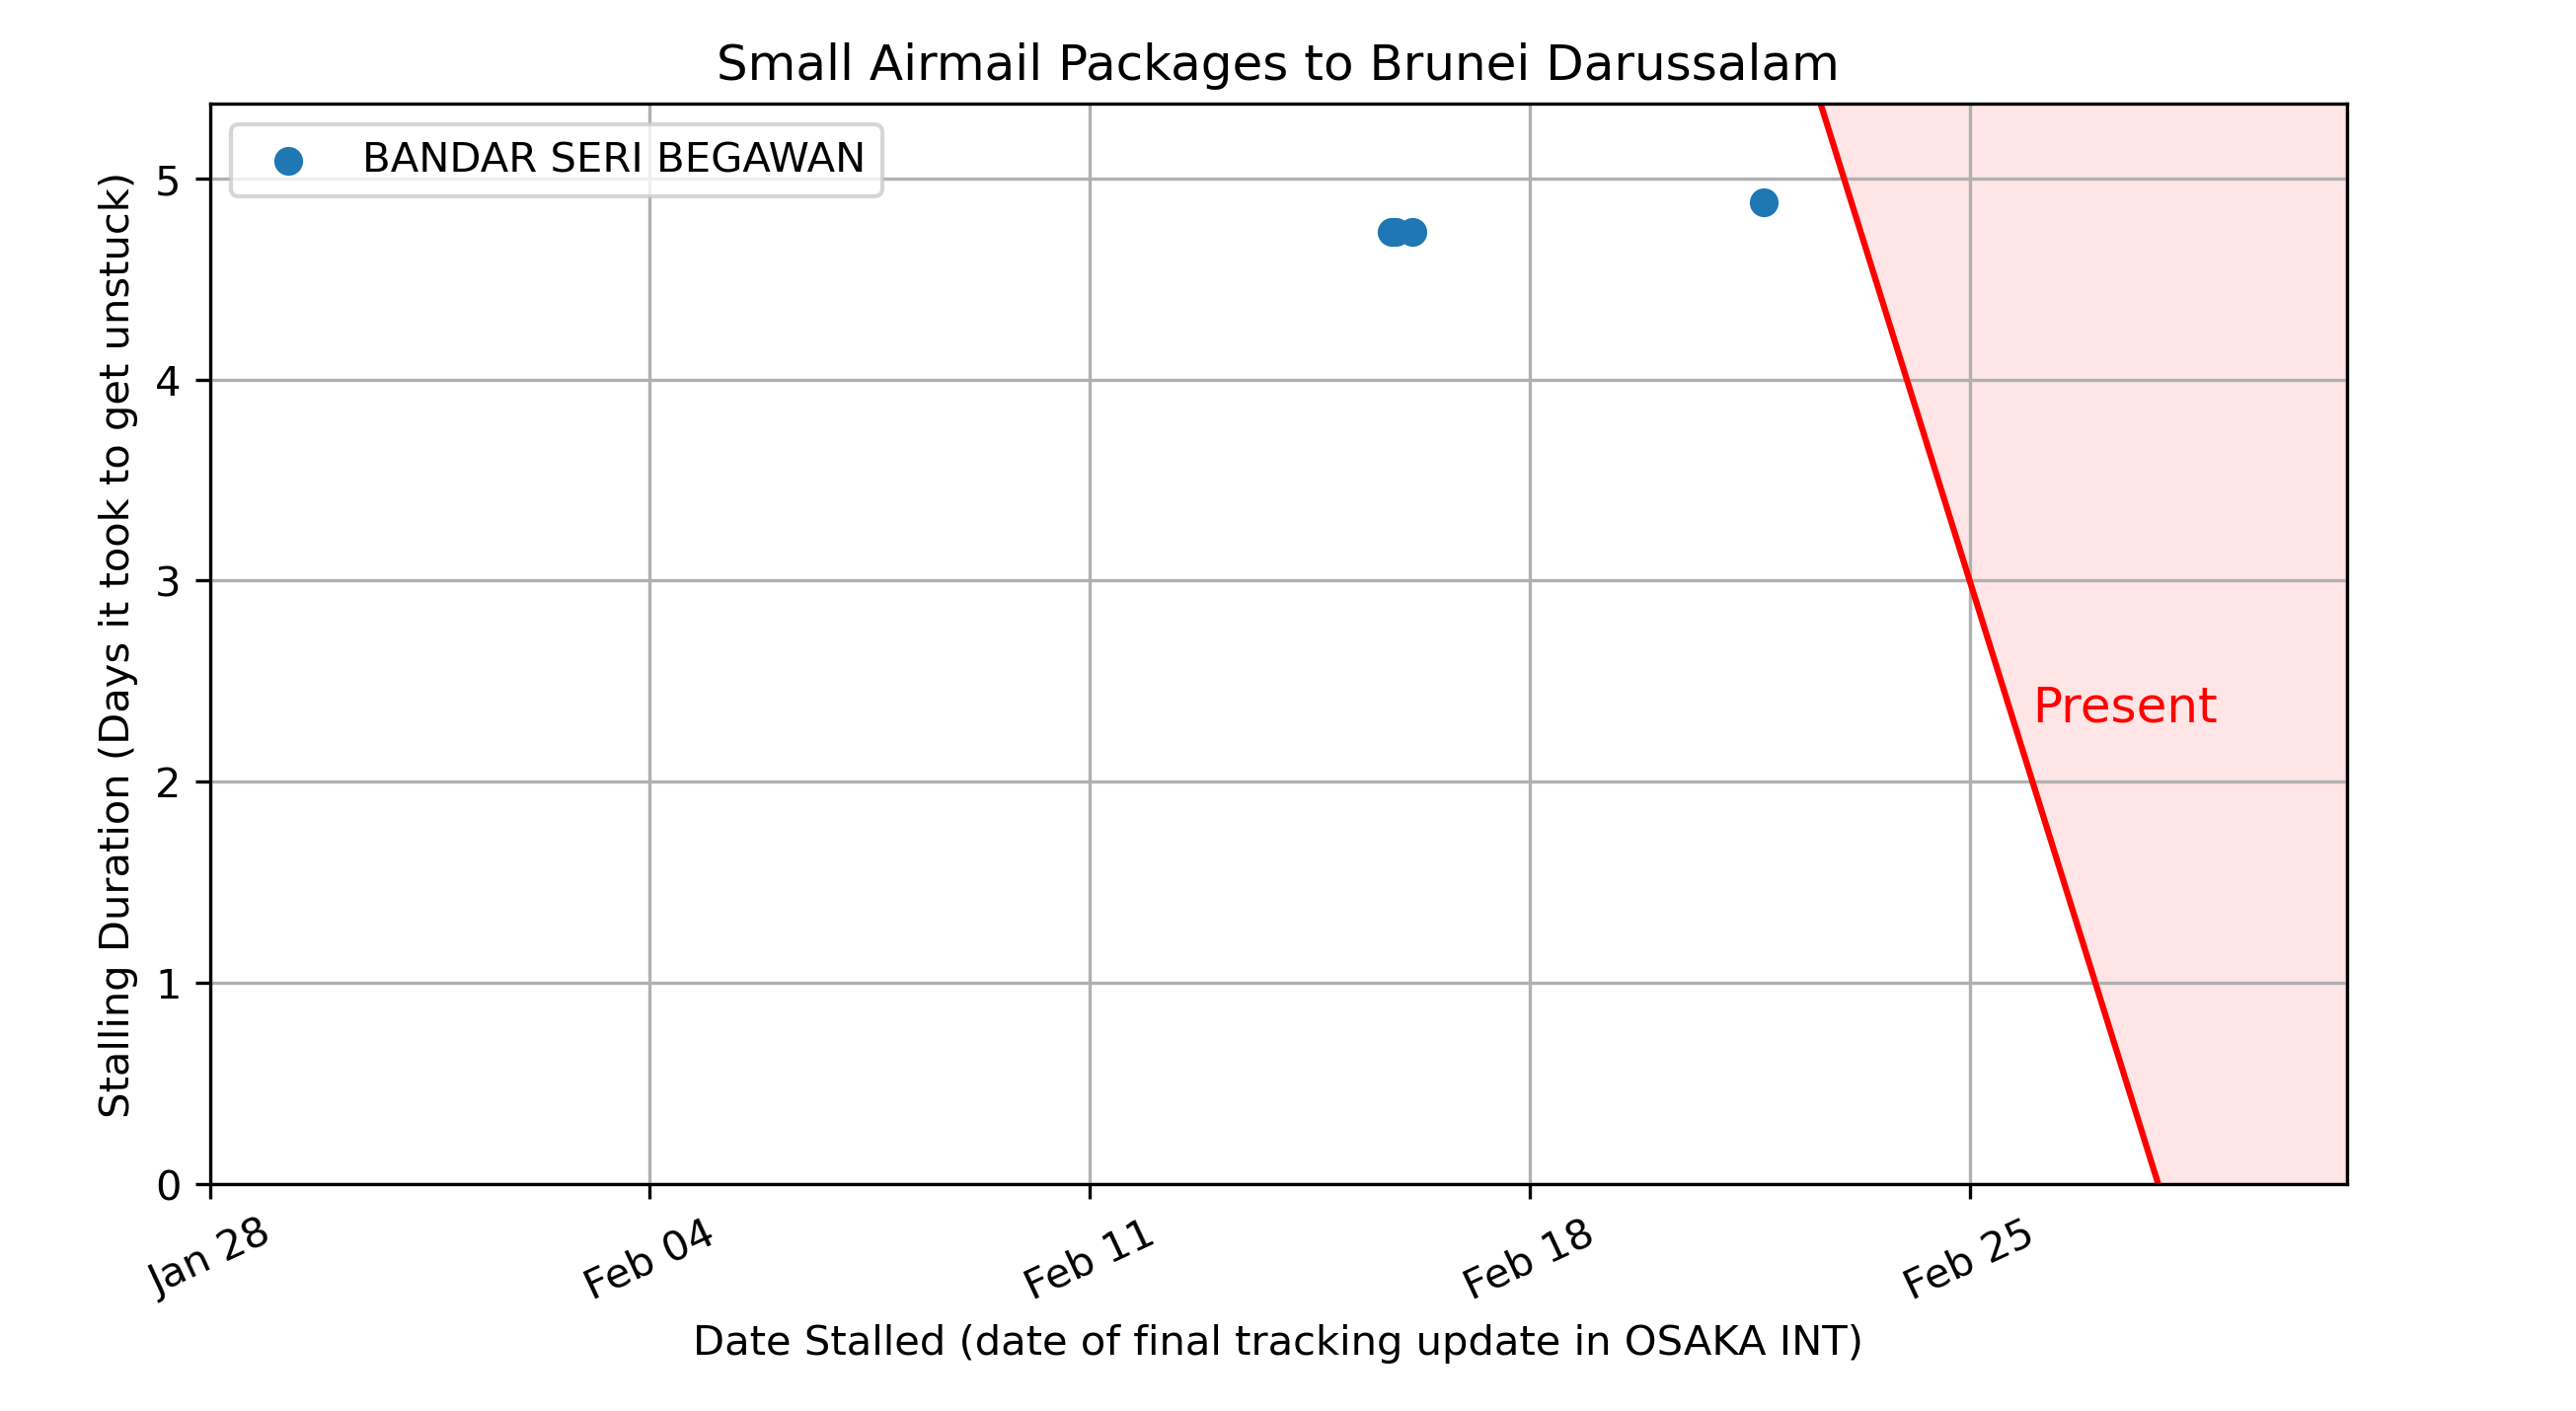 Small Airmail Packages to Brunei Darussalam
BANDAR SERI BEGAWAN
Stalling Duration (Days it took to get unstuck)
5
4
3
2
1
0
Present
Jan 28
Feb 04
Feb 11
Feb 18
Feb 25
Date Stalled (date of final tracking update in OSAKA INT)